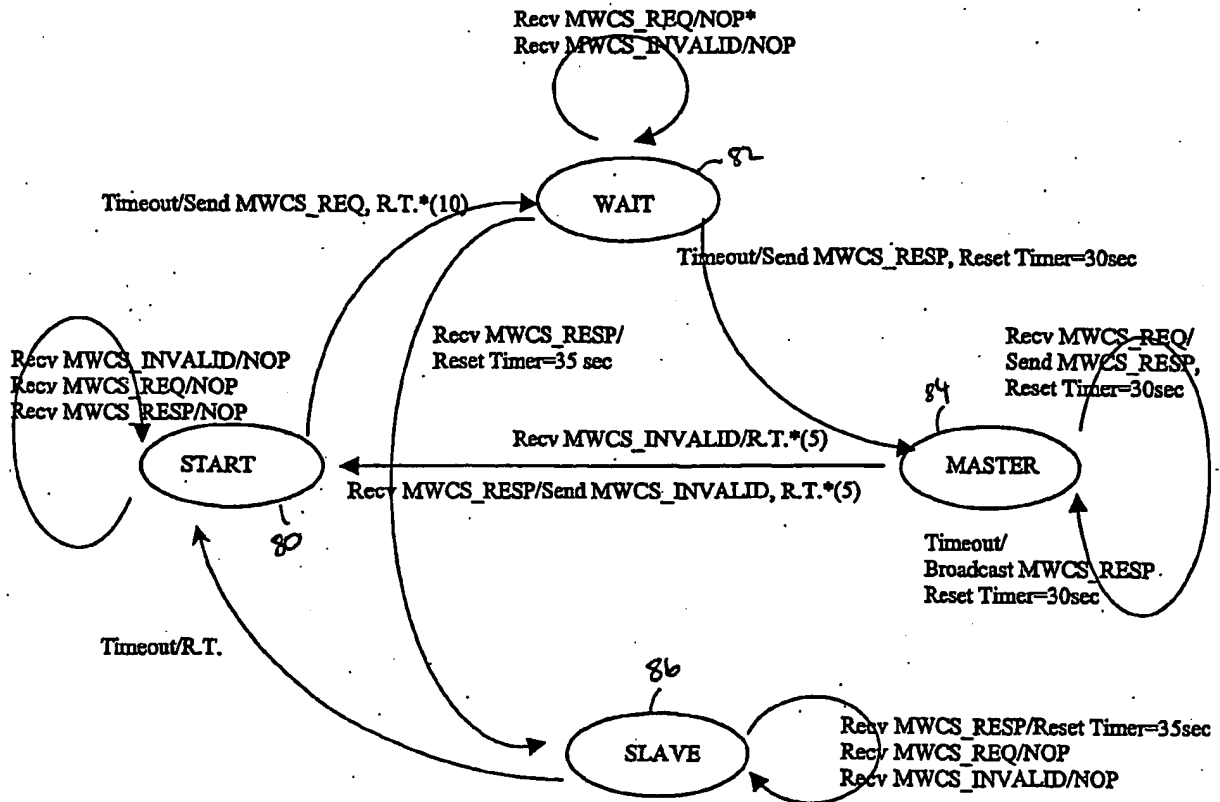 Recv MWCS_REQ/NOP*
Recv MWCS_INVALID/NOP
82
Timeout/Send MWCS_REQ, R.T.*(10)
WAIT
Timeout/Send MWCS_RESP, Reset Timer=30sec
Recv MWCS_RESP/
Reset Timer=35 sec
Recv MWCS_INVALID/NOP
Recv MWCS_REQ/NOP
Recv MWCS_RESP/NOP
Recv MWCS_REQ/
Send MWCS_RESP,
Reset Timer=30sec
84
Recv MWCS_INVALID/R.T.*(5)
START
MASTER
Recv MWCS_RESP/Send MWCS_INVALID, R.T.*(5)
80
Timeout/
Broadcast MWCS_RESP
Reset Timer=30sec
Timeout/R.T.
86
SLAVE
Recv MWCS_RESP/Reset Timer=35sec
Recv MWCS_REQ/NOP
Recv MWCS_INVALID/NOP